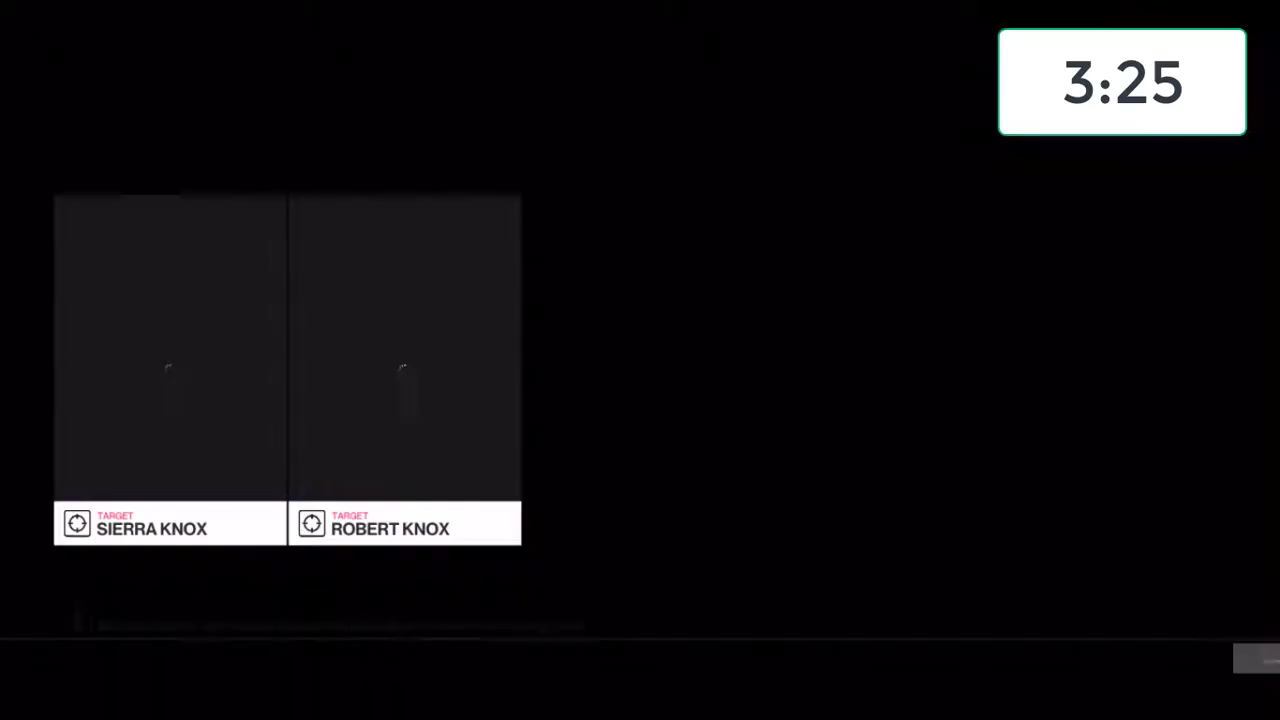 3:25
TARGET
SIERRA KNOX
TARGET
ROBERT KNOX